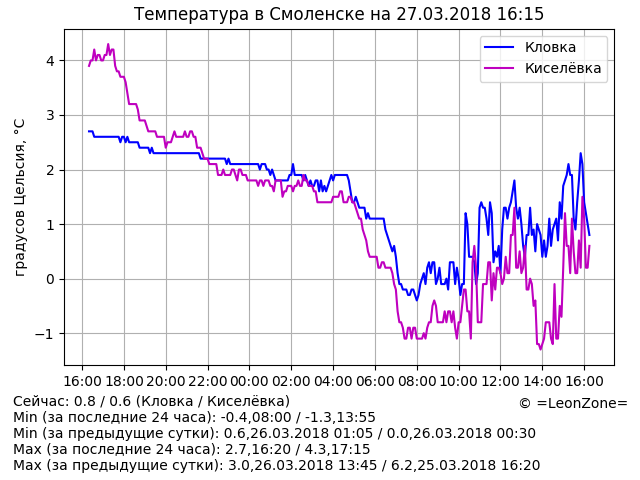 Температура в Смоленске на 27.03.2018 16:15
градусов Цельсия, °C
4
3
2
1
0
−1
Кловка
Киселёвка
16:00 18:00 20:00 22:00 00:00 02:00 04:00 06:00 08:00 10:00 12:00 14:00 16:00
Сейчас: 0.8 / 0.6 (Кловка / Киселёвка)
© =LeonZone=
Min (за последние 24 часа): -0.4,08:00 / -1.3,13:55
Min (за предыдущие сутки): 0.6,26.03.2018 01:05 / 0.0,26.03.2018 00:30
Max (за последние 24 часа): 2.7,16:20 / 4.3,17:15
Max (за предыдущие сутки): 3.0,26.03.2018 13:45 / 6.2,25.03.2018 16:20